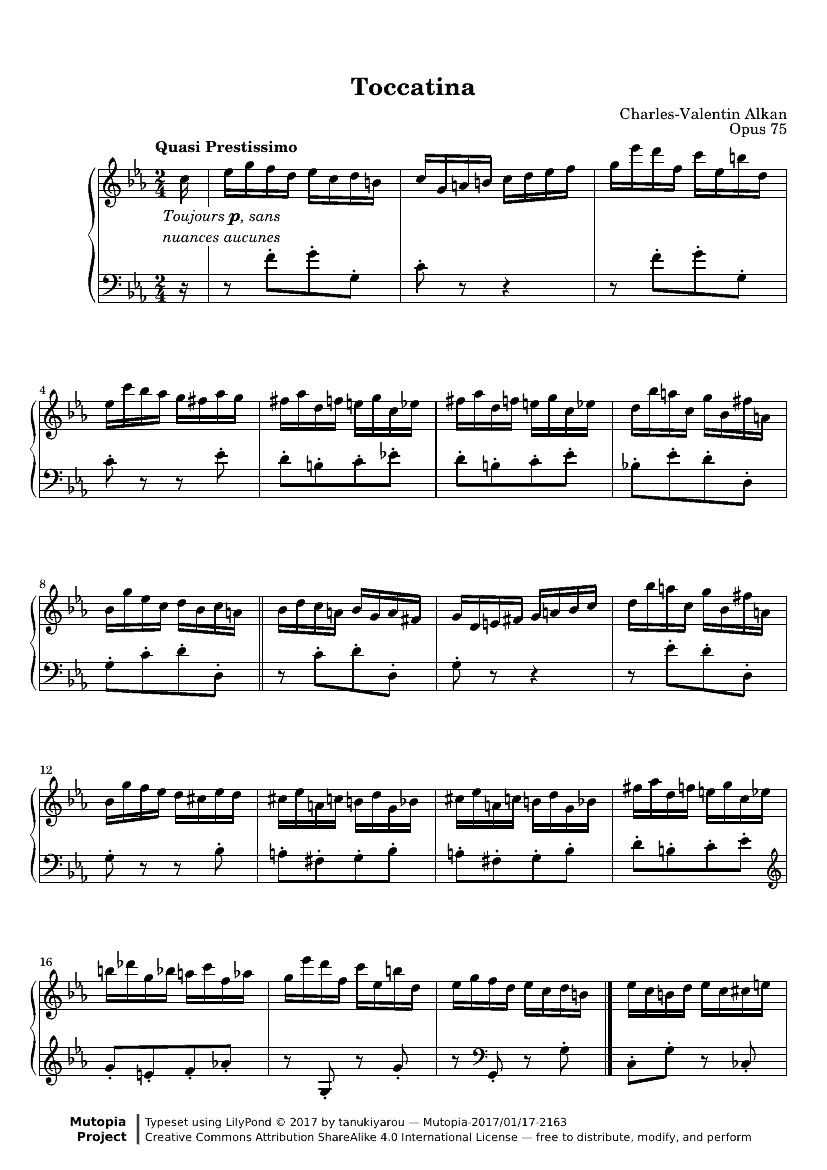 Toccatina
Charles-Valentin Alkan
Opus 75
Quasi Prestissimo
Toujours p, sans
nuances aucunes
4
8
12
16
Mutopia
Project
Typeset using LilyPond © 2017 by tanukiyarou — Mutopia-2017/01/17-2163
Creative Commons Attribution ShareAlike 4.0 International License — free to distribute, modify, and perform